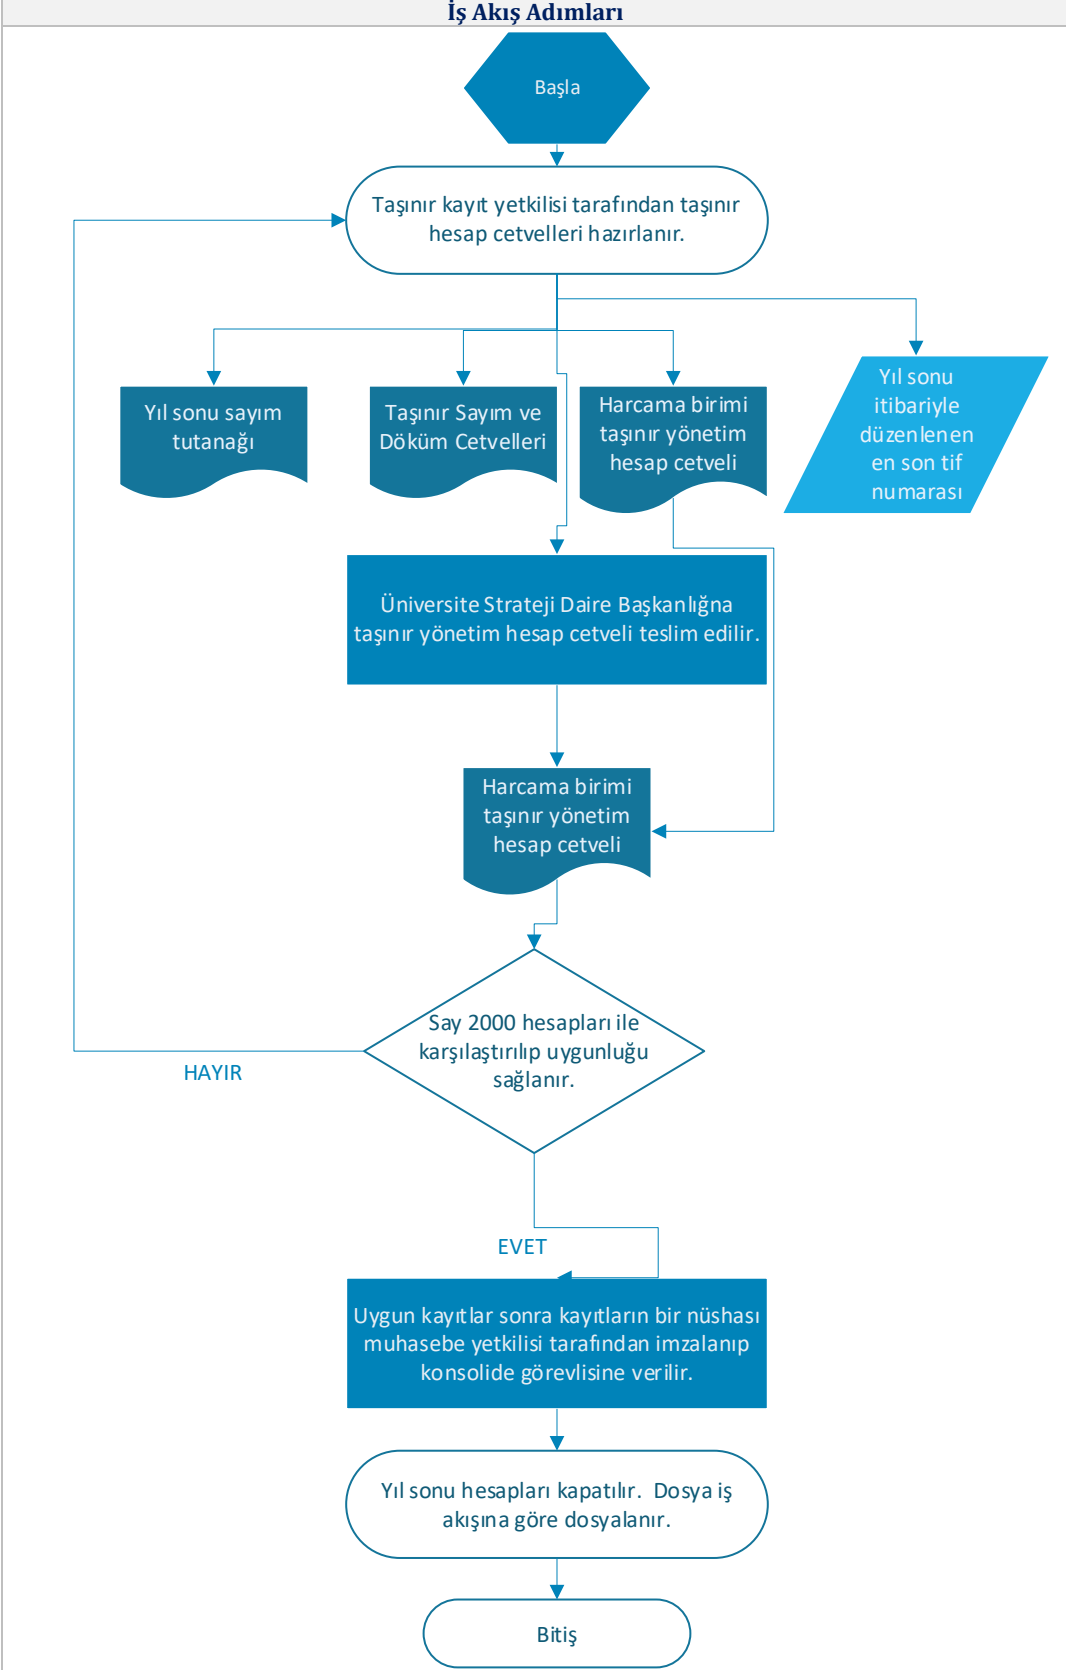 İş Akış Adımları
Başla
Taşınır kayıt yetkilisi tarafından taşınır
hesap cetvelleri hazırlanır.
Yıl sonu sayım
tutanağı
Taşınır Sayım ve
Döküm Cetvelleri
Harcama birimi
taşınır yönetim
hesap cetveli
Yıl sonu
itibariyle
düzenlenen
en son tif
numarası
Üniversite Strateji Daire Başkanlığna
taşınır yönetim hesap cetveli teslim edilir.
Harcama birimi
taşınır yönetim
hesap cetveli
Say 2000 hesapları ile
karşılaştırılıp uygunluğu
sağlanır.
HAYIR
EVET
Uygun kayıtlar sonra kayıtların bir nüshası
muhasebe yetkilisi tarafından imzalanıp
konsolide görevlisine verilir.
Yıl sonu hesapları kapatılır. Dosya iş
akışına göre dosyalanır.
Bitiş